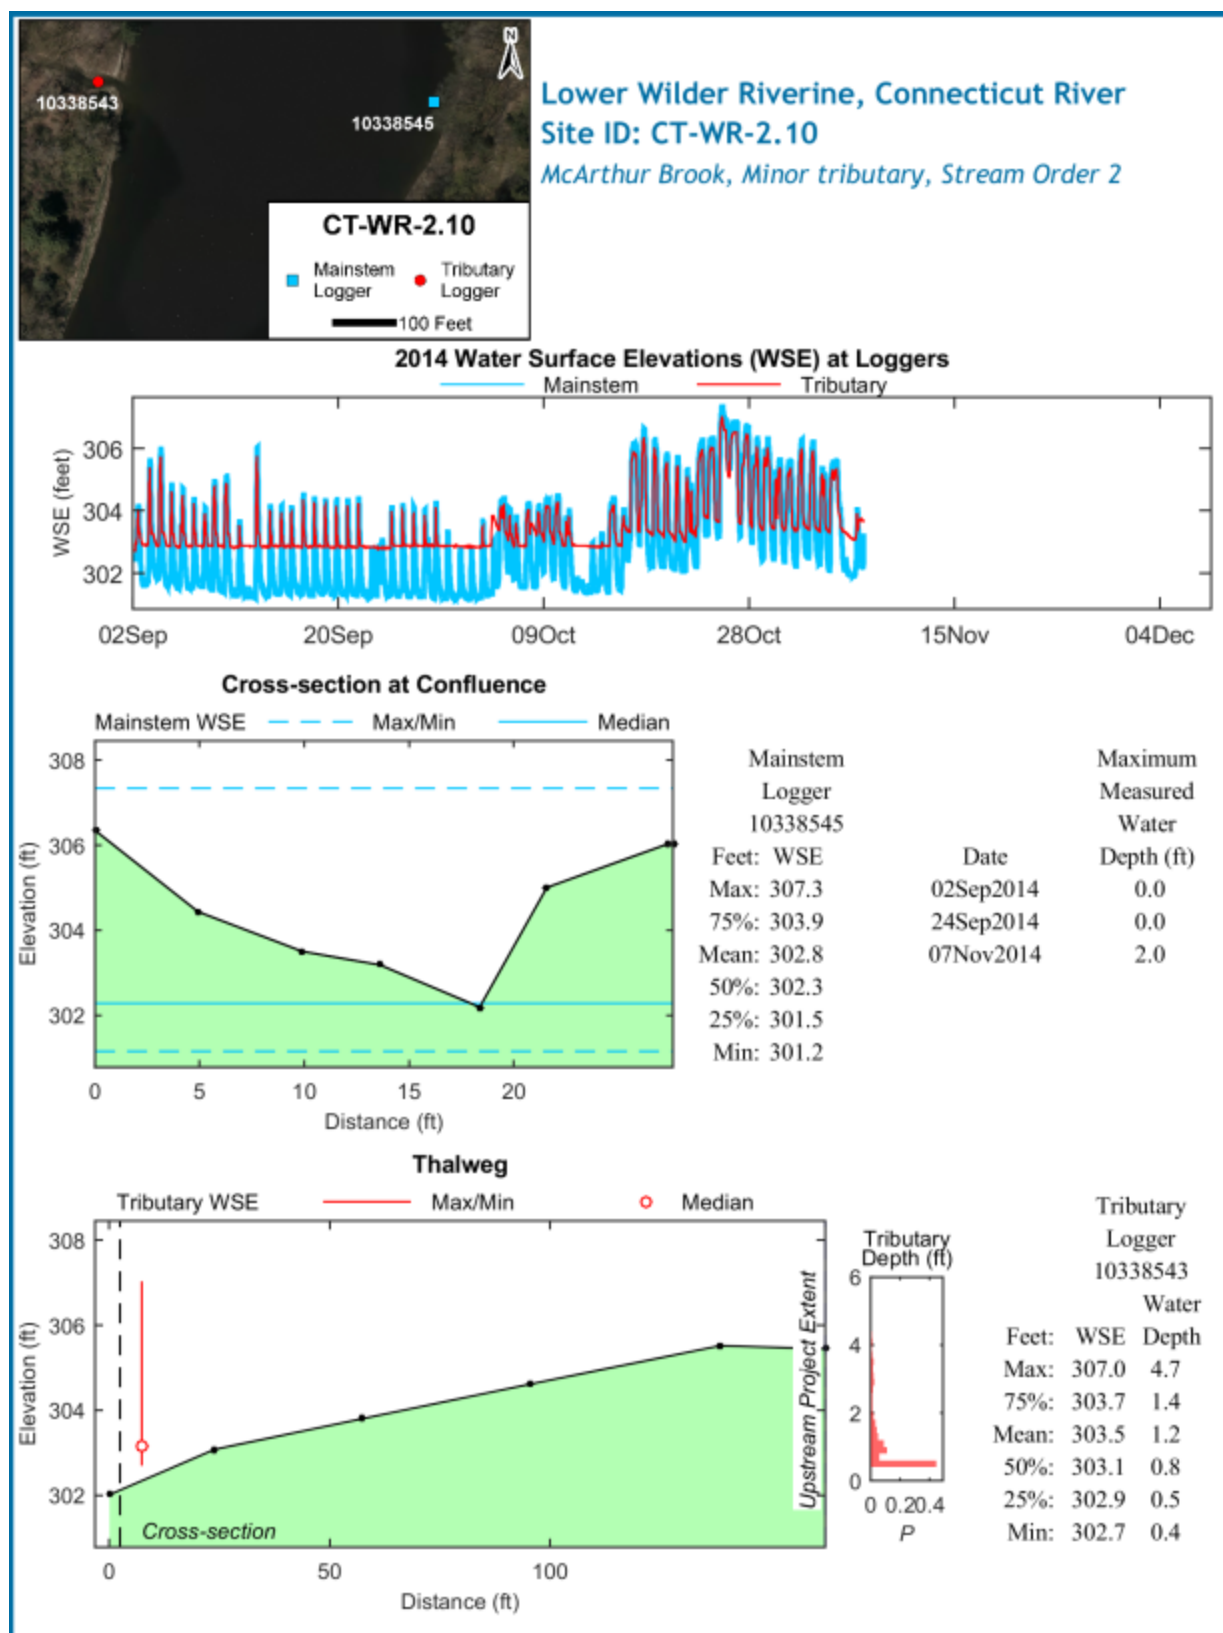 N
10338543
10338545
CT-WR-2.10
Mainstem Logger
Tributary Logger
100 Feet
Lower Wilder Riverine, Connecticut River
Site ID: CT-WR-2.10
McArthur Brook, Minor tributary, Stream Order 2
2014 Water Surface Elevations (WSE) at Loggers
Mainstem Tributary
WSE (feet)
306
304
302
02Sep 20Sep 09Oct 28Oct 15Nov 04Dec
Cross-section at Confluence
Mainstem WSE Max/Min Median
Elevation (ft)
308
306
304
302
0 5 10 15 20
Distance (ft)
Mainstem Maximum
Logger Measured
10338545 Water
Feet: WSE Date Depth (ft)
Max: 307.3 02Sep2014 0.0
75%: 303.9 24Sep2014 0.0
Mean: 302.8 07Nov2014 2.0
50%: 302.3
25%: 301.5
Min: 301.2
Thalweg
Tributary WSE Max/Min Median
Elevation (ft)
308
306
304
302
Cross-section
Upstream Project Extent
0 50 100
Distance (ft)
Tributary
Depth (ft)
6
4
2
0
0 0.2 0.4
P
Tributary
Logger
10338543
Water
Feet: WSE Depth
Max: 307.0 4.7
75%: 303.7 1.4
Mean: 303.5 1.2
50%: 303.1 0.8
25%: 302.9 0.5
Min: 302.7 0.4